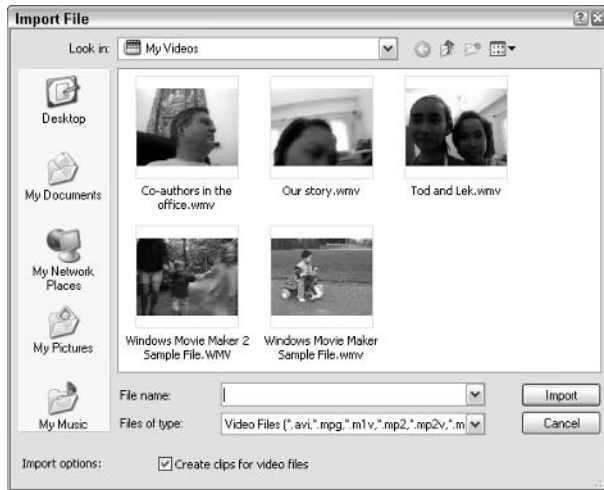 Import File
Look in:
My Videos
Desktop
My Documents
My Network
Places
My Pictures
My Music
Co-authors in the
office.wmv
Our story.wmv
Tod and Lek.wmv
Windows Movie Maker 2
Sample File.WMV
Windows Movie Maker
Sample File.wmv
File name:
Import
Files of type:
Video Files (*.avi,*.mpg,*.m1v,*.mp2,*.mp2v,*.m
Cancel
Import options:
Create clips for video files